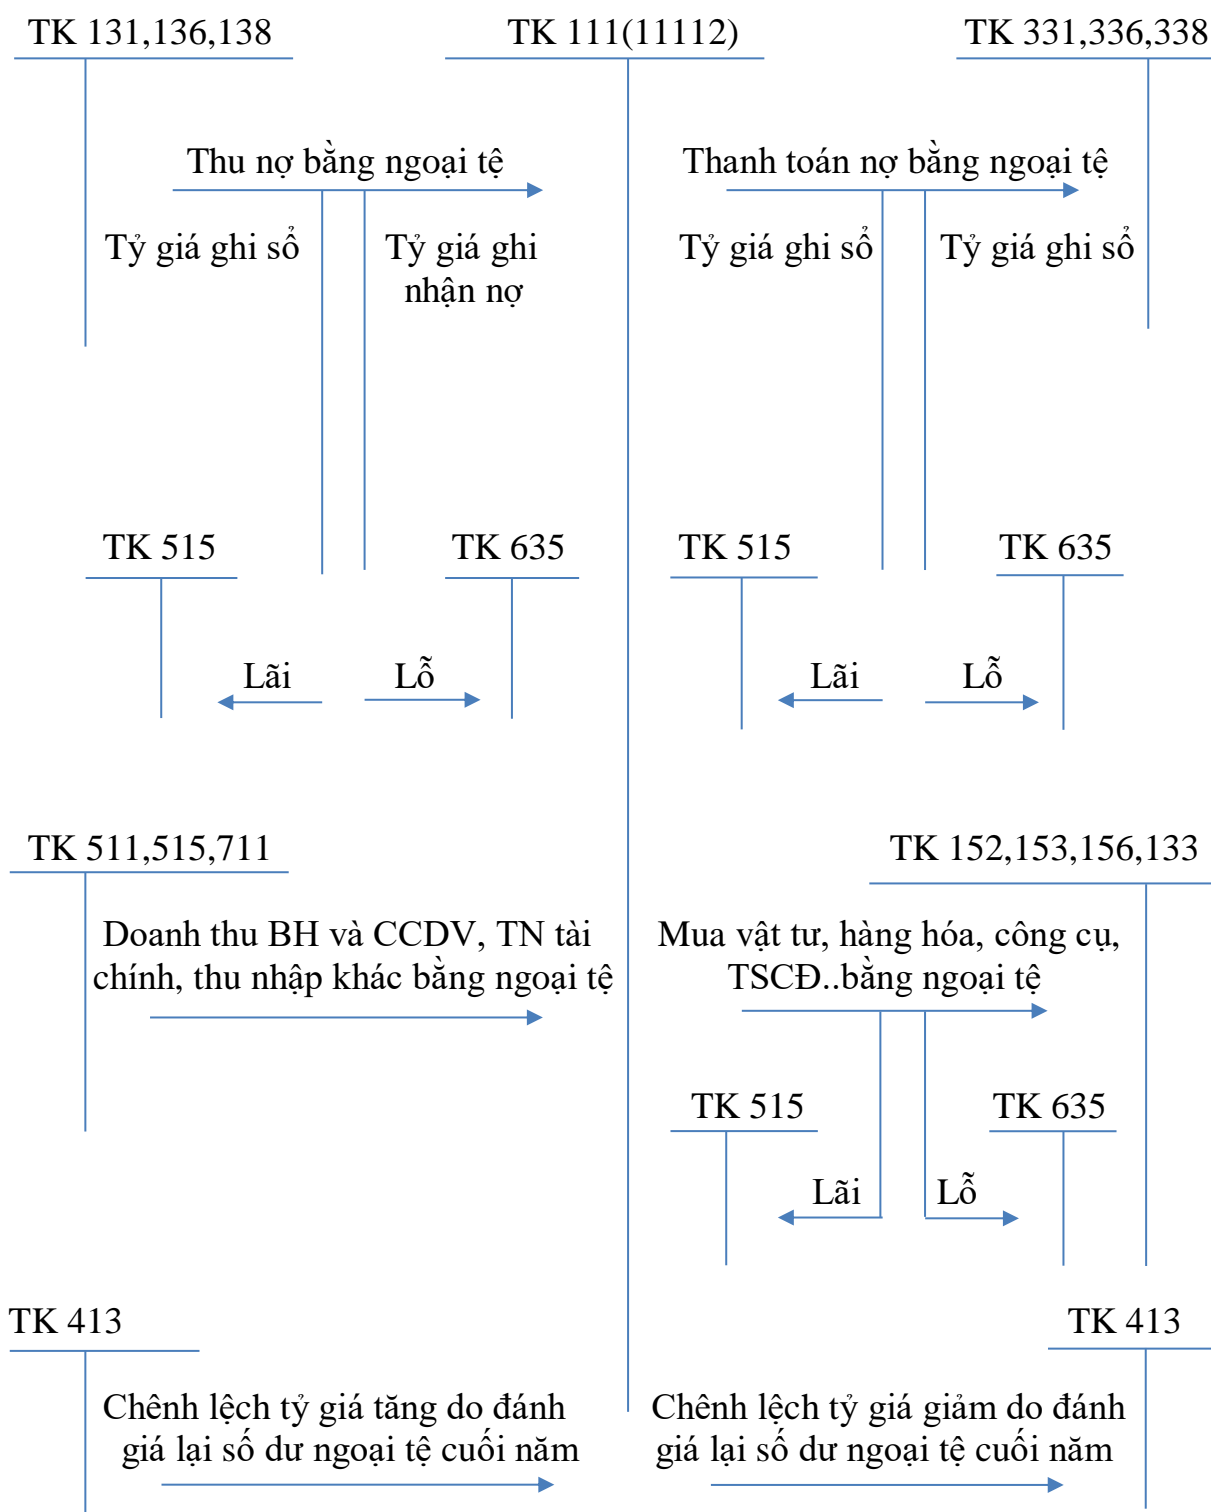 TK 131,136,138
TK 111(11112)
TK 331,336,338
Thu nợ bằng ngoại tệ
Thanh toán nợ bằng ngoại tệ
Tỷ giá ghi sổ
Tỷ giá ghi
nhận nợ
Tỷ giá ghi sổ
Tỷ giá ghi sổ
TK 515
TK 635
TK 515
TK 635
Lãi
Lỗ
Lãi
Lỗ
TK 511,515,711
TK 152,153,156,133
Doanh thu BH và CCDV, TN tài
chính, thu nhập khác bằng ngoại tệ
Mua vật tư, hàng hóa, công cụ,
TSCĐ..bằng ngoại tệ
TK 515
TK 635
Lãi
Lỗ
TK 413
TK 413
Chênh lệch tỷ giá tăng do đánh
giá lại số dư ngoại tệ cuối năm
Chênh lệch tỷ giá giảm do đánh
giá lại số dư ngoại tệ cuối năm